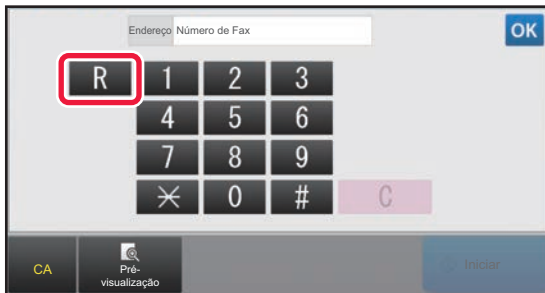 Endereço Número de Fax OK
R 1 2 3
4 5 6
7 8 9
* 0 # C
CA Pré-
visualização Iniciar